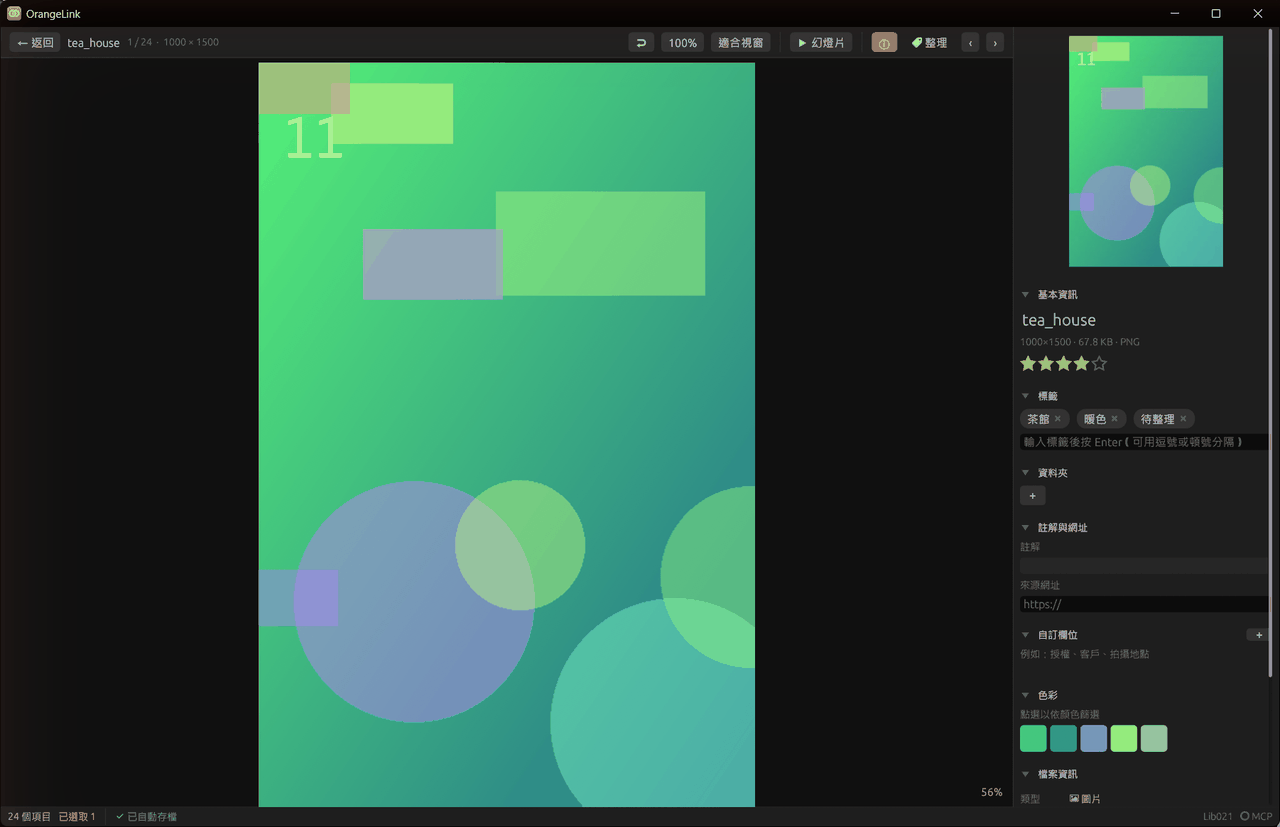 OrangeLink
← 返回 tea_house 1 / 24 · 1000 × 1500 100% 適合視窗 ▶ 幻燈片 整理 ‹ ›
11
11
基本資訊
tea_house
1000×1500 · 67.8 KB · PNG
標籤
茶館 × 暖色 × 待整理 ×
輸入標籤後按 Enter（可用逗號或頓號分隔）
資料夾
+
註解與網址
註解
來源網址
https://
自訂欄位 +
例如：授權、客戶、拍攝地點
色彩
點選以依顏色篩選
檔案資訊
類型 圖片
56%
24 個項目 已選取 1 ✓ 已自動存檔 Lib021 MCP